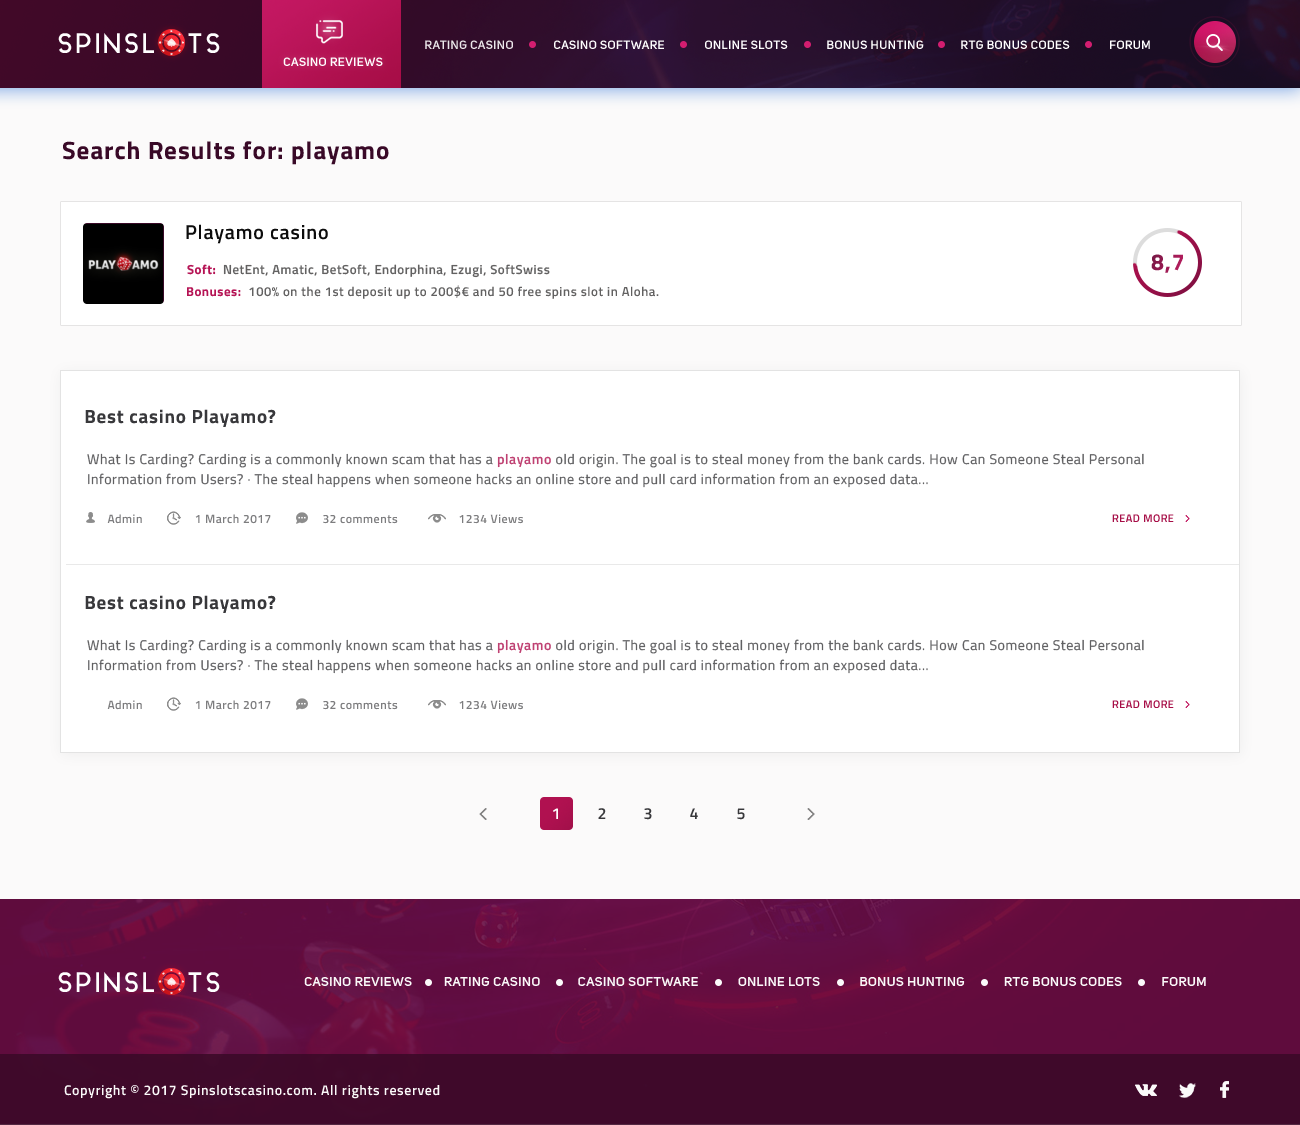 SPINSLOTS
CASINO REVIEWS
RATING CASINO
CASINO SOFTWARE
ONLINE SLOTS
BONUS HUNTING
RTG BONUS CODES
FORUM
Search Results for: playamo
PLAYAMO
Playamo casino
Soft: NetEnt, Amatic, BetSoft, Endorphina, Ezugi, SoftSwiss
Bonuses: 100% on the 1st deposit up to 200$€ and 50 free spins slot in Aloha.
8,7
Best casino Playamo?
What Is Carding? Carding is a commonly known scam that has a playamo old origin. The goal is to steal money from the bank cards. How Can Someone Steal Personal
Information from Users? · The steal happens when someone hacks an online store and pull card information from an exposed data...
Admin 1 March 2017 32 comments 1234 Views READ MORE
Best casino Playamo?
What Is Carding? Carding is a commonly known scam that has a playamo old origin. The goal is to steal money from the bank cards. How Can Someone Steal Personal
Information from Users? · The steal happens when someone hacks an online store and pull card information from an exposed data...
Admin 1 March 2017 32 comments 1234 Views READ MORE
1 2 3 4 5
SPINSLOTS
CASINO REVIEWS • RATING CASINO • CASINO SOFTWARE • ONLINE LOTS • BONUS HUNTING • RTG BONUS CODES • FORUM
Copyright © 2017 Spinslotscasino.com. All rights reserved